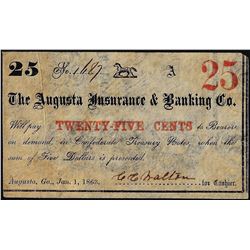 25 No. 1687 A 25
The Augusta Insurance & Banking Co.
Will pay TWENTY-FIVE CENTS to Bearer
on demand, in Confederate Treasury Notes, when the
sum of Five Dollars is presented.
Augusta, Ga., Jan. 1, 1863. for Cashier.